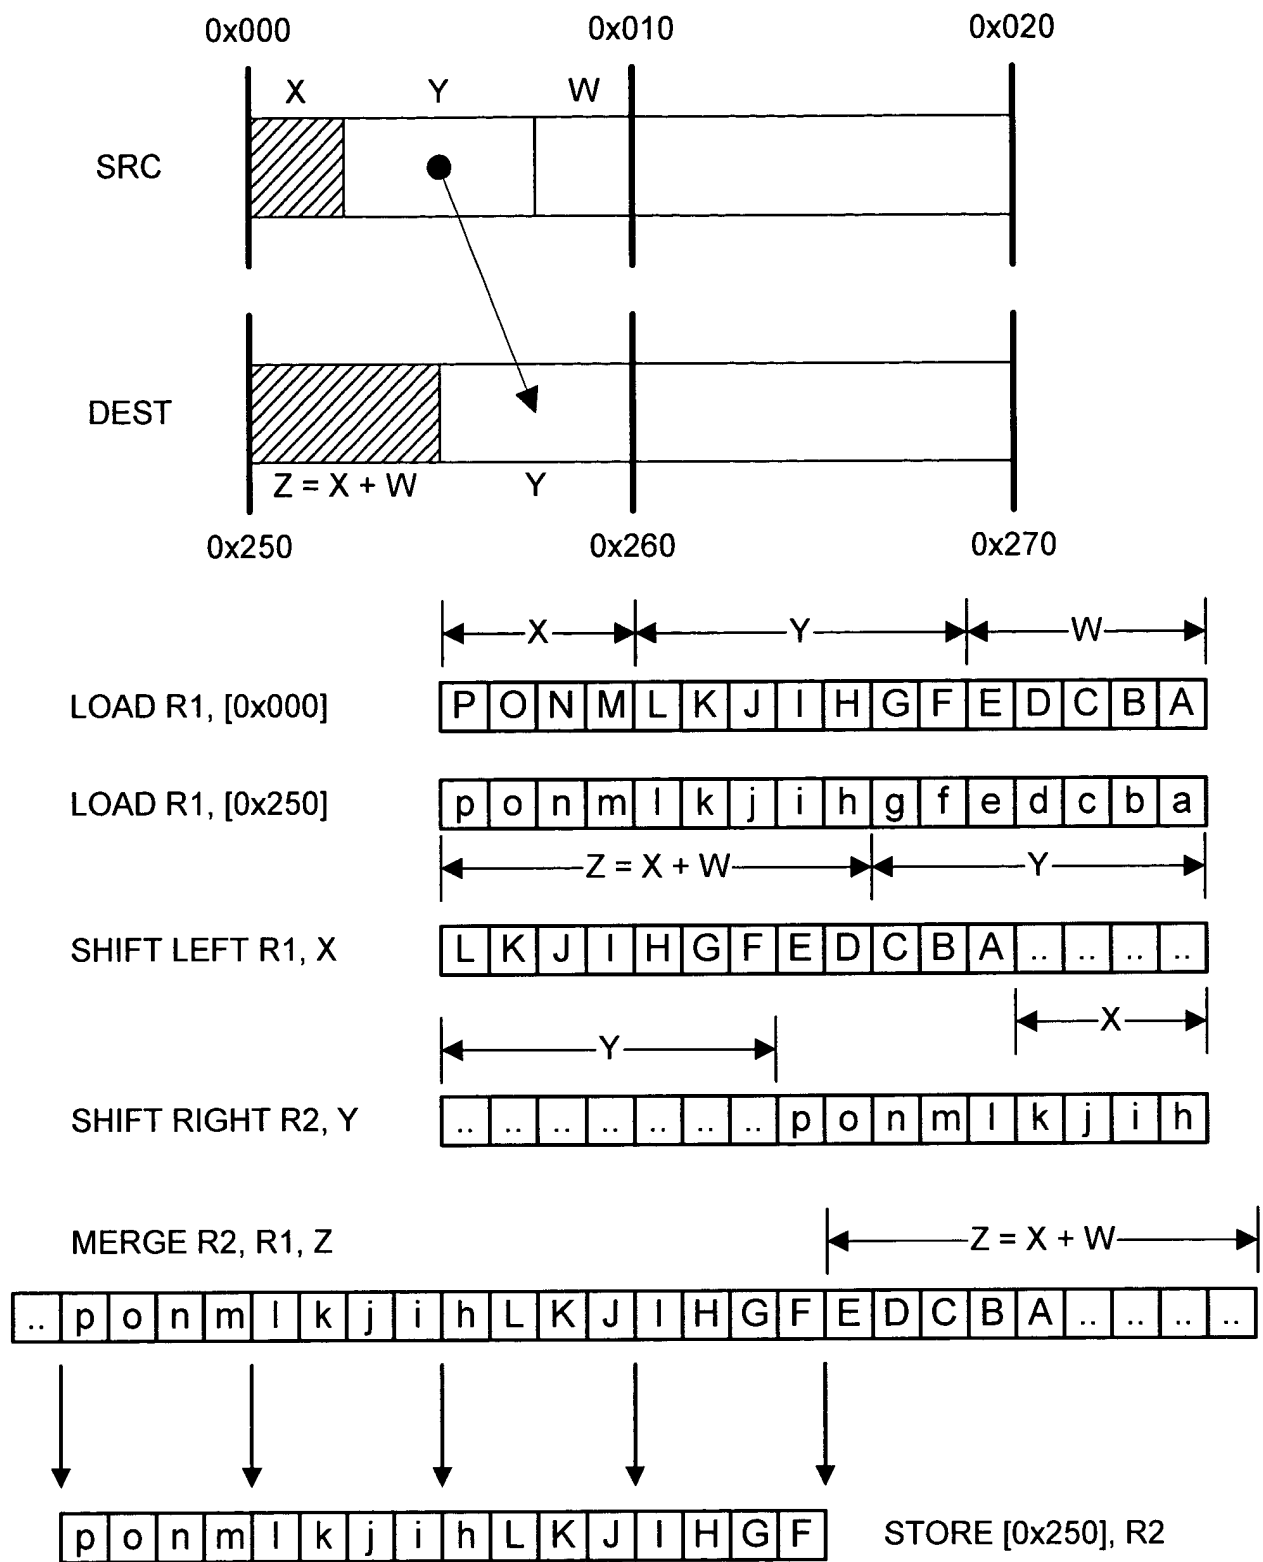 0x000 0x010 0x020
X Y W
SRC
DEST
Z = X + W Y
0x250 0x260 0x270
X Y W
LOAD R1, [0x000] P O N M L K J I H G F E D C B A
LOAD R1, [0x250] p o n m l k j i h g f e d c b a
Z = X + W Y
SHIFT LEFT R1, X L K J I H G F E D C B A .. .. .. ..
X
Y
SHIFT RIGHT R2, Y .. .. .. .. .. .. .. p o n m l k j i h
MERGE R2, R1, Z Z = X + W
.. p o n m l k j i h L K J I H G F E D C B A .. .. .. ..
p o n m l k j i h L K J I H G F STORE [0x250], R2